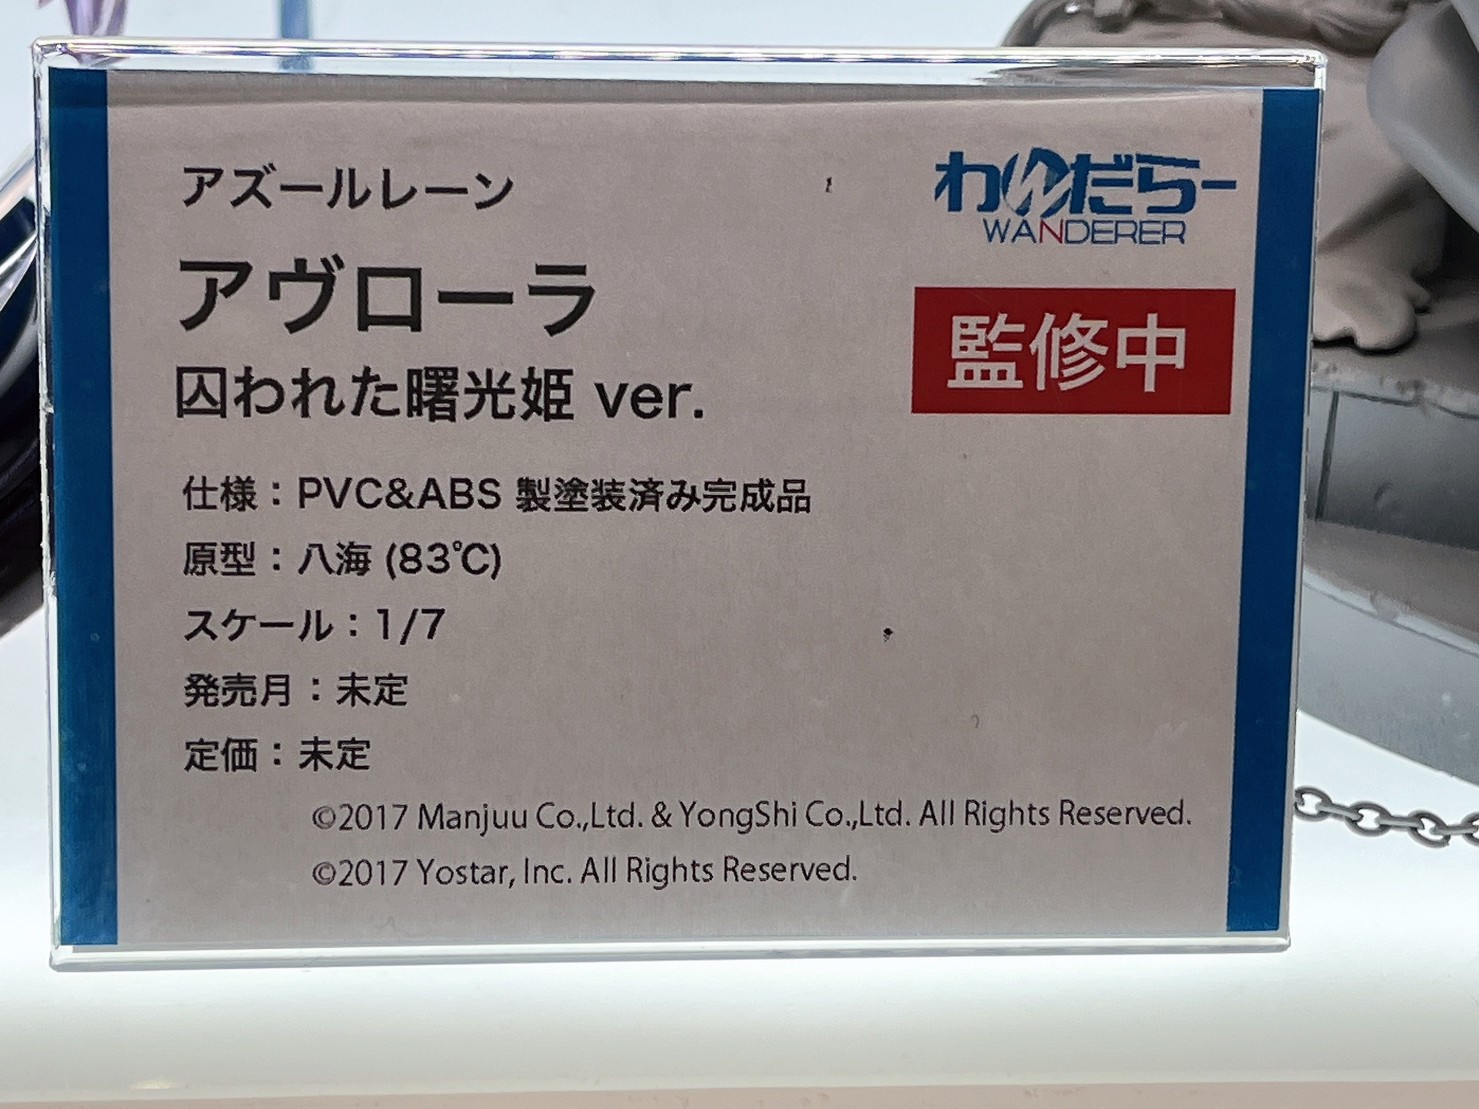 アズールレーン
わんだらー
WANDERER
アヴローラ
監修中
囚われた曙光姫 ver.
仕様：PVC&ABS 製塗装済み完成品
原型：八海 (83℃)
スケール：1/7
発売月：未定
定価：未定
©2017 Manjuu Co.,Ltd. & YongShi Co.,Ltd. All Rights Reserved.
©2017 Yostar, Inc. All Rights Reserved.